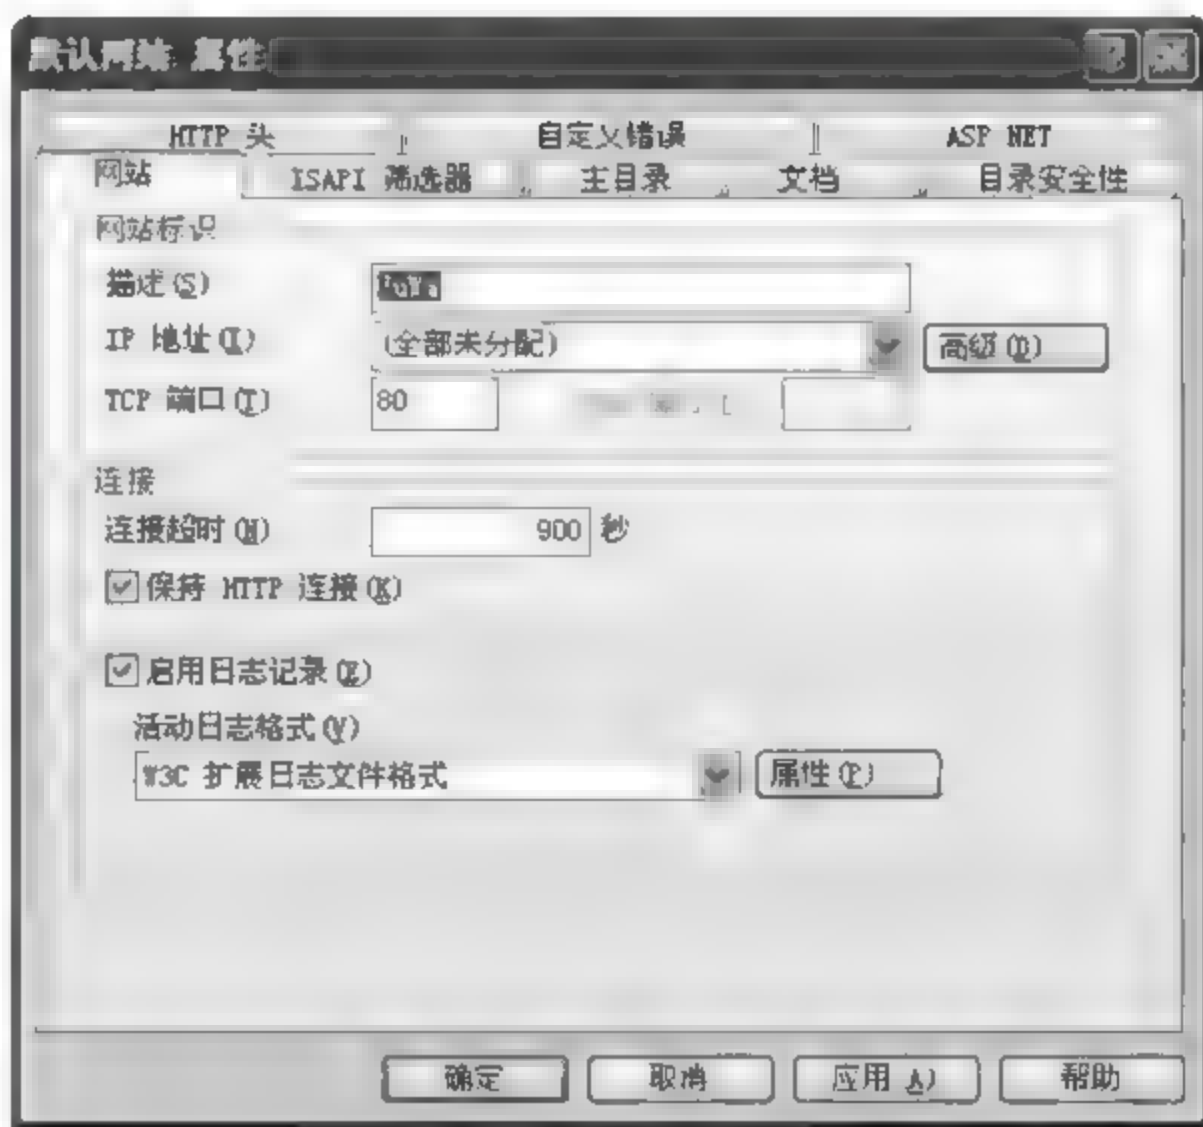 默认网站 属性
HTTP 头 自定义错误 ASP NET
网站 ISAPI 筛选器 主目录 文档 目录安全性
网站标识
描述(S)
IP 地址(I) (全部未分配) 高级(D)
TCP 端口(T) 80
连接
连接超时(N) 900 秒
保持 HTTP 连接(K)
启用日志记录(E)
活动日志格式(V)
W3C 扩展日志文件格式 属性(P)
确定 取消 应用 A) 帮助